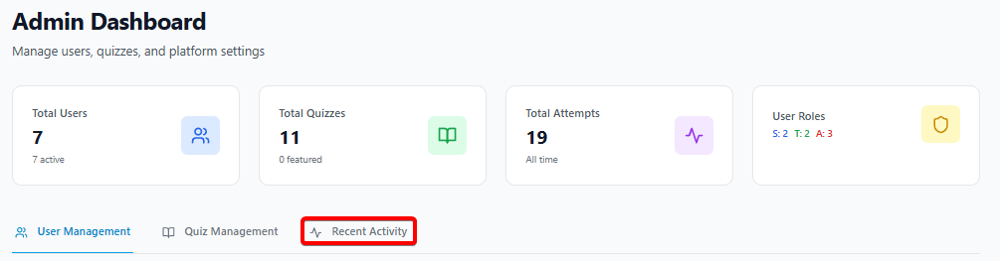 Admin Dashboard
Manage users, quizzes, and platform settings
Total Users
7
7 active
Total Quizzes
11
0 featured
Total Attempts
19
All time
User Roles
S: 2 T: 2 A: 3
User Management Quiz Management Recent Activity